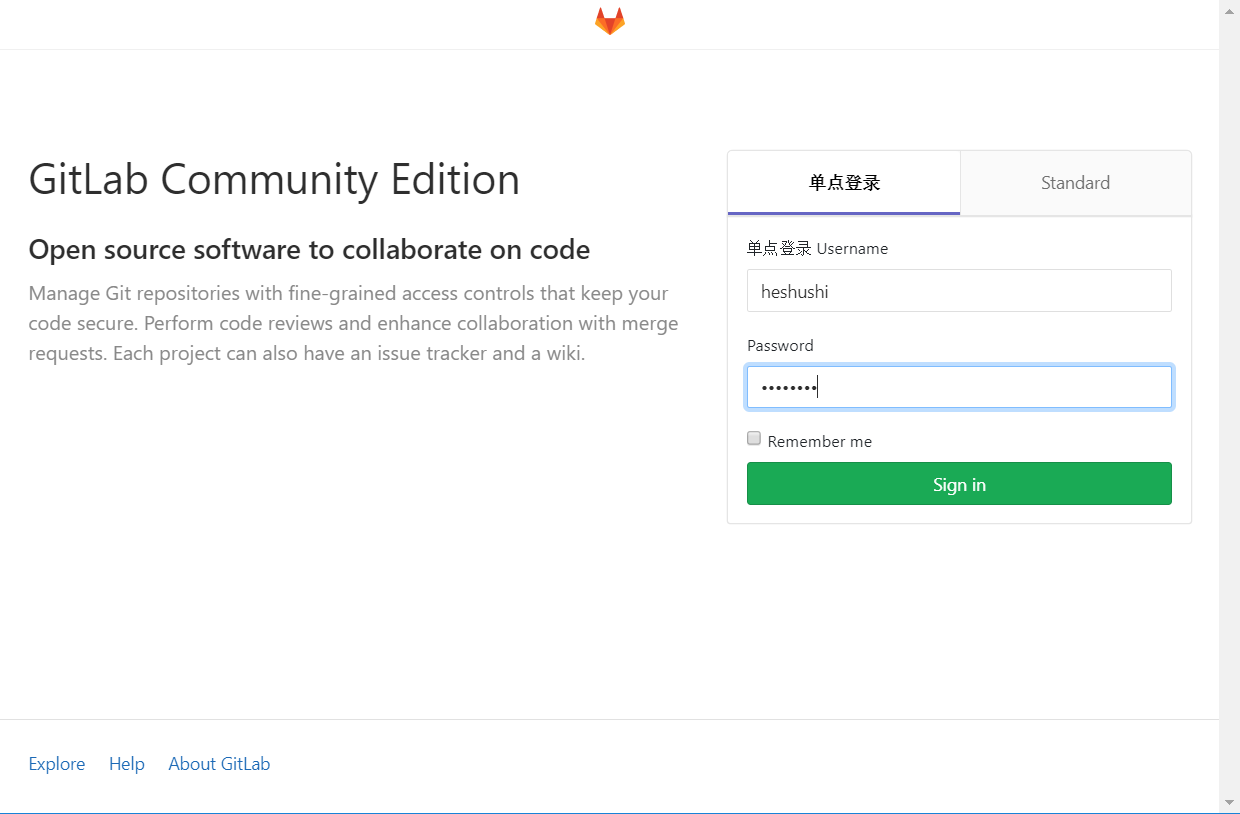 GitLab Community Edition
Open source software to collaborate on code
Manage Git repositories with fine-grained access controls that keep your
code secure. Perform code reviews and enhance collaboration with merge
requests. Each project can also have an issue tracker and a wiki.
单点登录
Standard
单点登录 Username
heshushi
Password
••••••••
Remember me
Sign in
Explore
Help
About GitLab